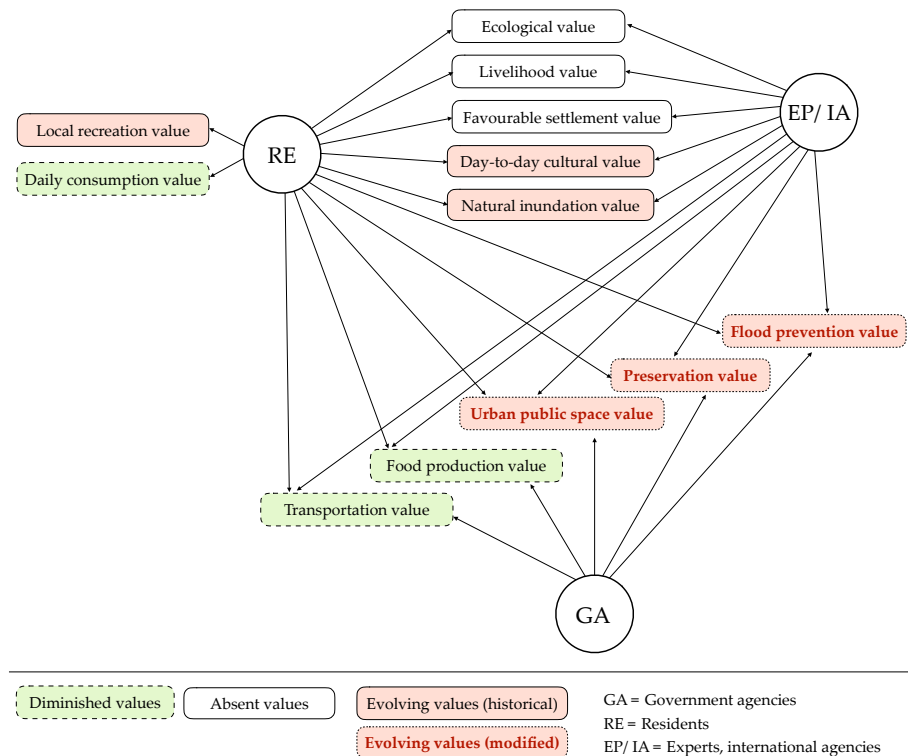 Ecological value
Livelihood value
Favourable settlement value
EP/ IA
Local recreation value
RE
Day-to-day cultural value
Daily consumption value
Natural inundation value
Flood prevention value
Preservation value
Urban public space value
Food production value
Transportation value
GA
Diminished values
Absent values
Evolving values (historical)
Evolving values (modified)
GA = Government agencies
RE = Residents
EP/ IA = Experts, international agencies